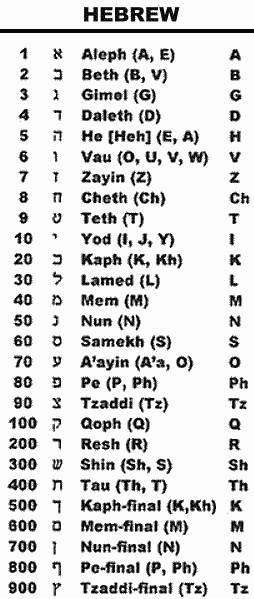 HEBREW
1 א Aleph (A, E) A
2 ב Beth (B, V) B
3 ג Gimel (G) G
4 ד Daleth (D) D
5 ה He [Heh] (E, A) H
6 ו Vau (O, U, V, W) V
7 ז Zayin (Z) Z
8 ח Cheth (Ch) Ch
9 ט Teth (T) T
10 י Yod (I, J, Y) I
20 כ Kaph (K, Kh) K
30 ל Lamed (L) L
40 מ Mem (M) M
50 נ Nun (N) N
60 ס Samekh (S) S
70 ע A'ayin (A'a, O) O
80 פ Pe (P, Ph) Ph
90 צ Tzaddi (Tz) Tz
100 ק Qoph (Q) Q
200 ר Resh (R) R
300 ש Shin (Sh, S) Sh
400 ת Tau (Th, T) Th
500 ך Kaph-final (K,Kh) K
600 ם Mem-final (M) M
700 ן Nun-final (N) N
800 ף Pe-final (P, Ph) Ph
900 ץ Tzaddi-final (Tz) Tz